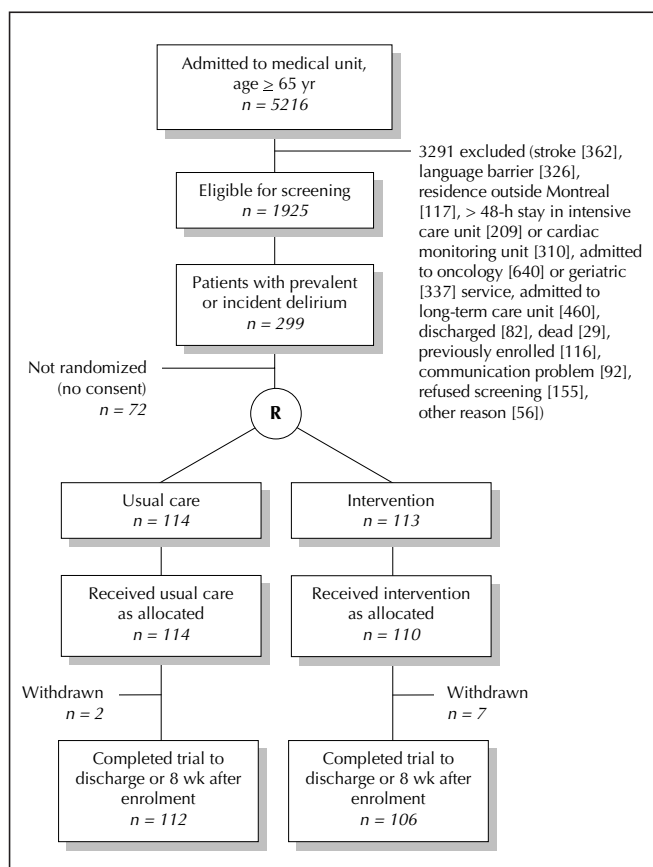 Admitted to medical unit,
age ≥ 65 yr
n = 5216
3291 excluded (stroke [362],
language barrier [326],
residence outside Montreal
[117], > 48-h stay in intensive
care unit [209] or cardiac
monitoring unit [310], admitted
to oncology [640] or geriatric
[337] service, admitted to
long-term care unit [460],
discharged [82], dead [29],
previously enrolled [116],
communication problem [92],
refused screening [155],
other reason [56])
Eligible for screening
n = 1925
Patients with prevalent
or incident delirium
n = 299
Not randomized
(no consent)
n = 72
R
Usual care
n = 114
Intervention
n = 113
Received usual care
as allocated
n = 114
Received intervention
as allocated
n = 110
Withdrawn
n = 2
Withdrawn
n = 7
Completed trial to
discharge or 8 wk after
enrolment
n = 112
Completed trial to
discharge or 8 wk after
enrolment
n = 106